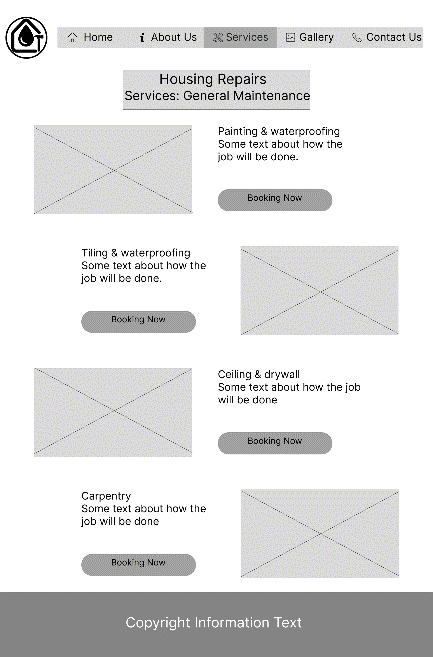 Home About Us Services Gallery Contact Us
Housing Repairs
Services: General Maintenance
Painting & waterproofing
Some text about how the
job will be done.
Booking Now
Tiling & waterproofing
Some text about how the
job will be done.
Booking Now
Ceiling & drywall
Some text about how the job
will be done
Booking Now
Carpentry
Some text about how the
job will be done
Booking Now
Copyright Information Text